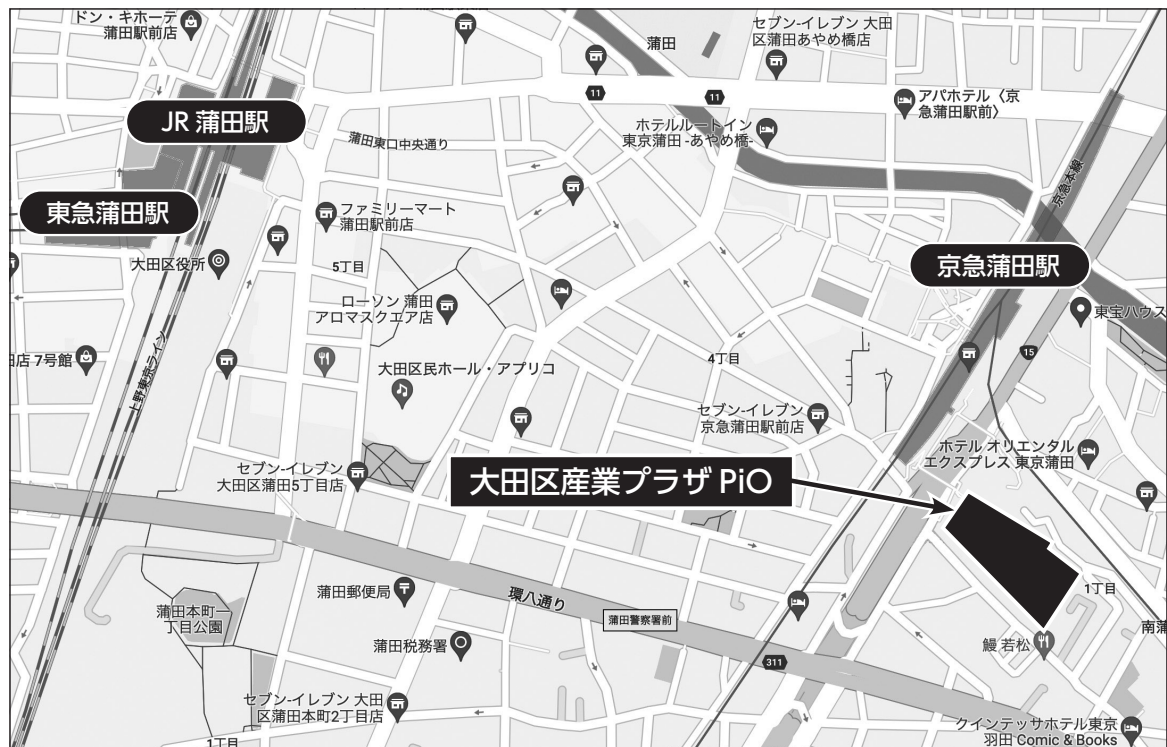 ドン・キホーテ
蒲田駅前店
セブン-イレブン 大田
区蒲田あやめ橋店
蒲田
11
11
アパホテル〈京
急蒲田駅前〉
JR 蒲田駅
蒲田東口中央通り
ホテルルートイン
東京蒲田 -あやめ橋-
京急本線
東急蒲田駅
ファミリーマート
蒲田駅前店
大田区役所
5丁目
京急蒲田駅
ローソン 蒲田
アロマスクエア店
東宝ハウス
上野東京ライン
15
田店 7号館
4丁目
大田区民ホール・アプリコ
セブン-イレブン
京急蒲田駅前店
ホテル オリエンタル
エクスプレス 東京蒲田
セブン-イレブン
大田区蒲田5丁目店
大田区産業プラザ PiO
1丁目
蒲田郵便局
環八通り
蒲田本町一
丁目公園
蒲田警察署前
南蒲
蒲田税務署
鰻 若松
311
セブン-イレブン 大田
区蒲田本町2丁目店
クインテッサホテル東京
羽田 Comic & Books
1丁目